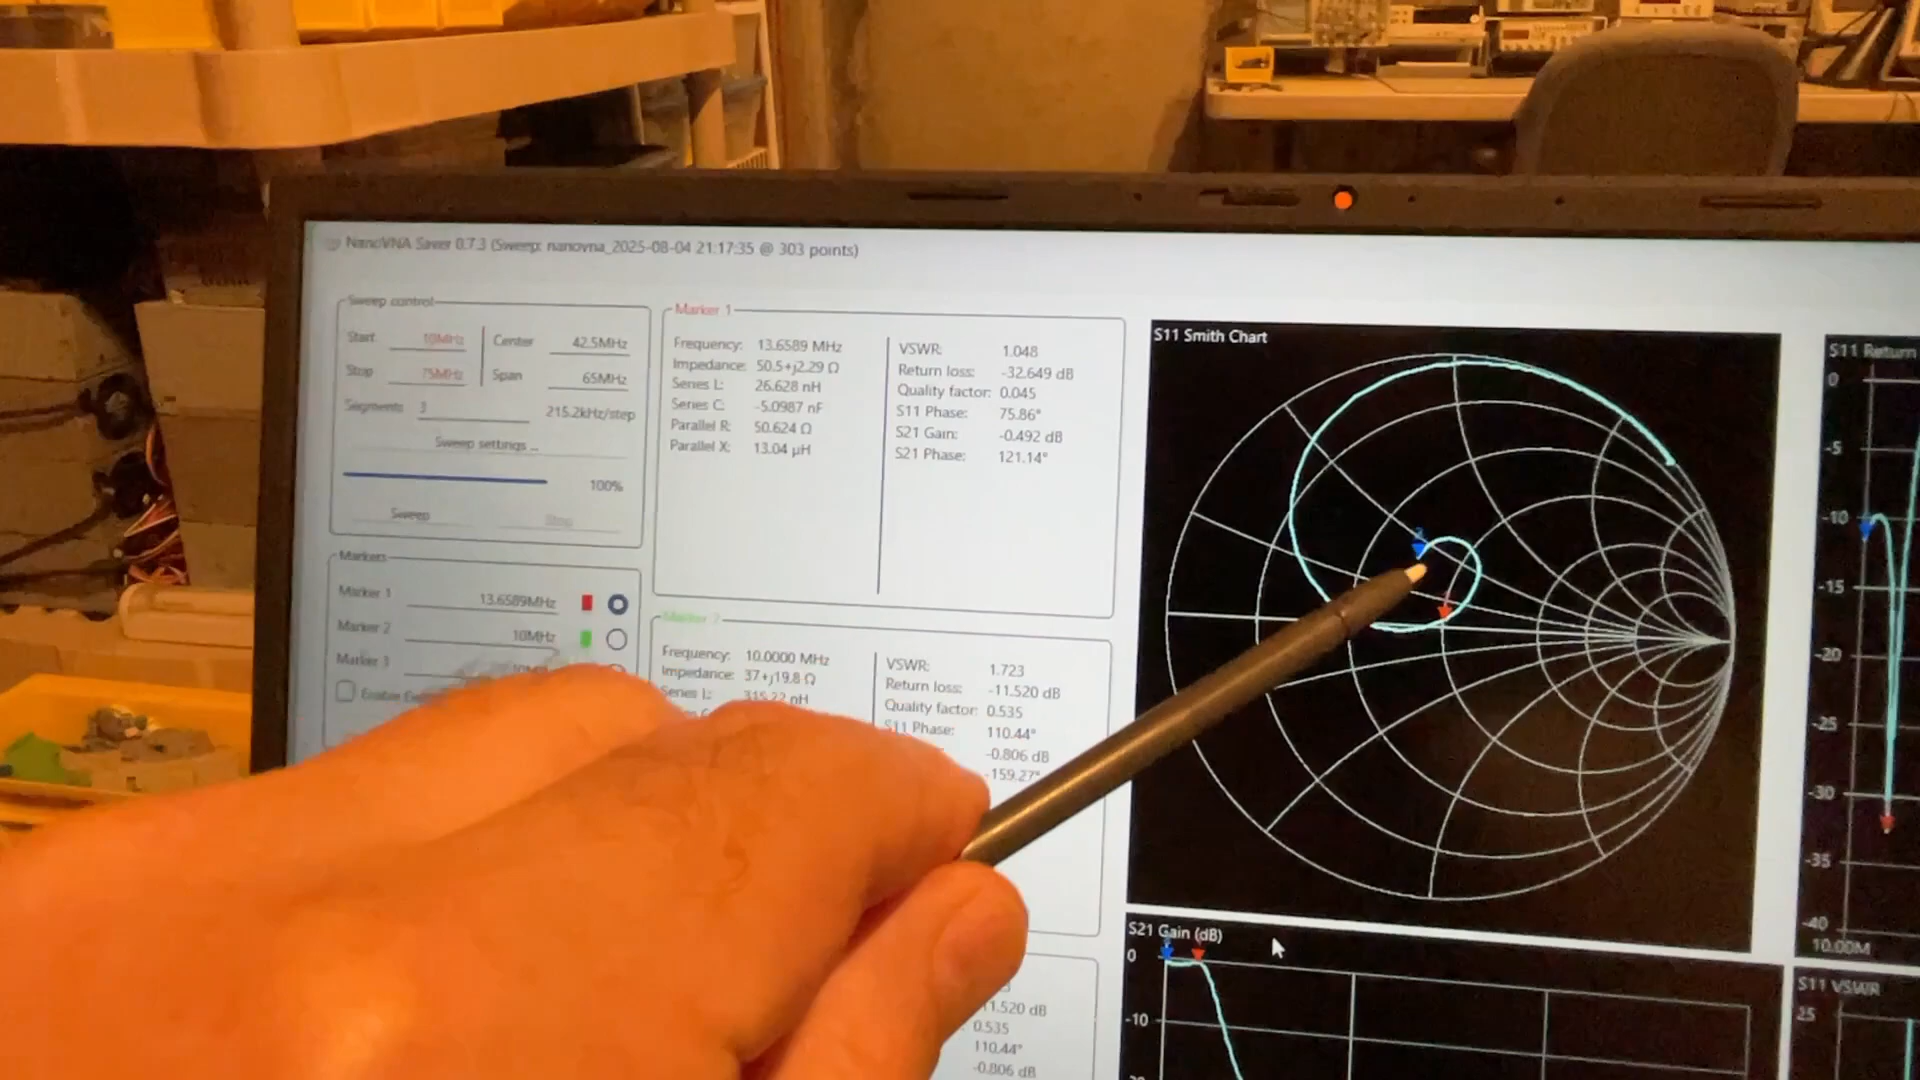 NanoVNA Saver 0.7.3 (Sweep: nanovna_2025-08-04 21:17:35 @ 303 points)
Sweep control
Start 10MHz Center 42.5MHz
Stop 75MHz Span 65MHz
Segments 3 215.2kHz/step
Sweep settings ...
100%
Sweep Stop
Markers
Marker 1 13.6589MHz
Marker 2 10MHz
Marker 3
Marker 1
Frequency: 13.6589 MHz
Impedance: 50.5+j2.29 Ω
Series L: 26.628 nH
Series C: -5.0987 nF
Parallel R: 50.624 Ω
Parallel X: 13.04 μH
VSWR: 1.048
Return loss: -32.649 dB
Quality factor: 0.045
S11 Phase: 75.86°
S21 Gain: -0.492 dB
S21 Phase: 121.14°
Marker 2
Frequency: 10.0000 MHz
Impedance: 37+j19.8 Ω
Series L: 315.22 nH
VSWR: 1.723
Return loss: -11.520 dB
Quality factor: 0.535
S11 Phase: 110.44°
-0.806 dB
-159.27°
11.520 dB
0.535
110.44°
-0.806 dB
S11 Smith Chart
S21 Gain (dB)
0
-10
S11 Return
0
-5
-10
-15
-20
-25
-30
-35
-40
10.00M
S11 VSWR
25